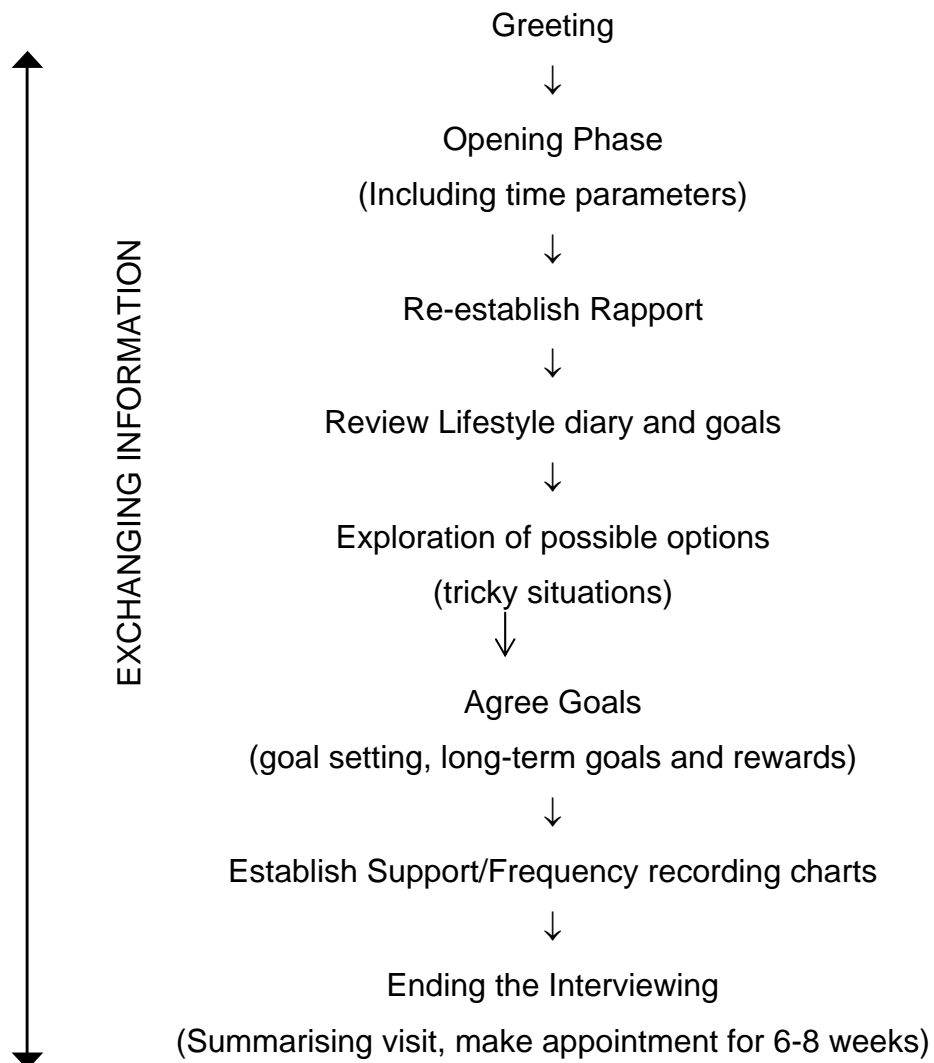 Greeting
↓
Opening Phase
(Including time parameters)
↓
Re-establish Rapport
↓
Review Lifestyle diary and goals
↓
Exploration of possible options
(tricky situations)
↓
Agree Goals
(goal setting, long-term goals and rewards)
↓
Establish Support/Frequency recording charts
↓
Ending the Interviewing
(Summarising visit, make appointment for 6-8 weeks)
EXCHANGING INFORMATION